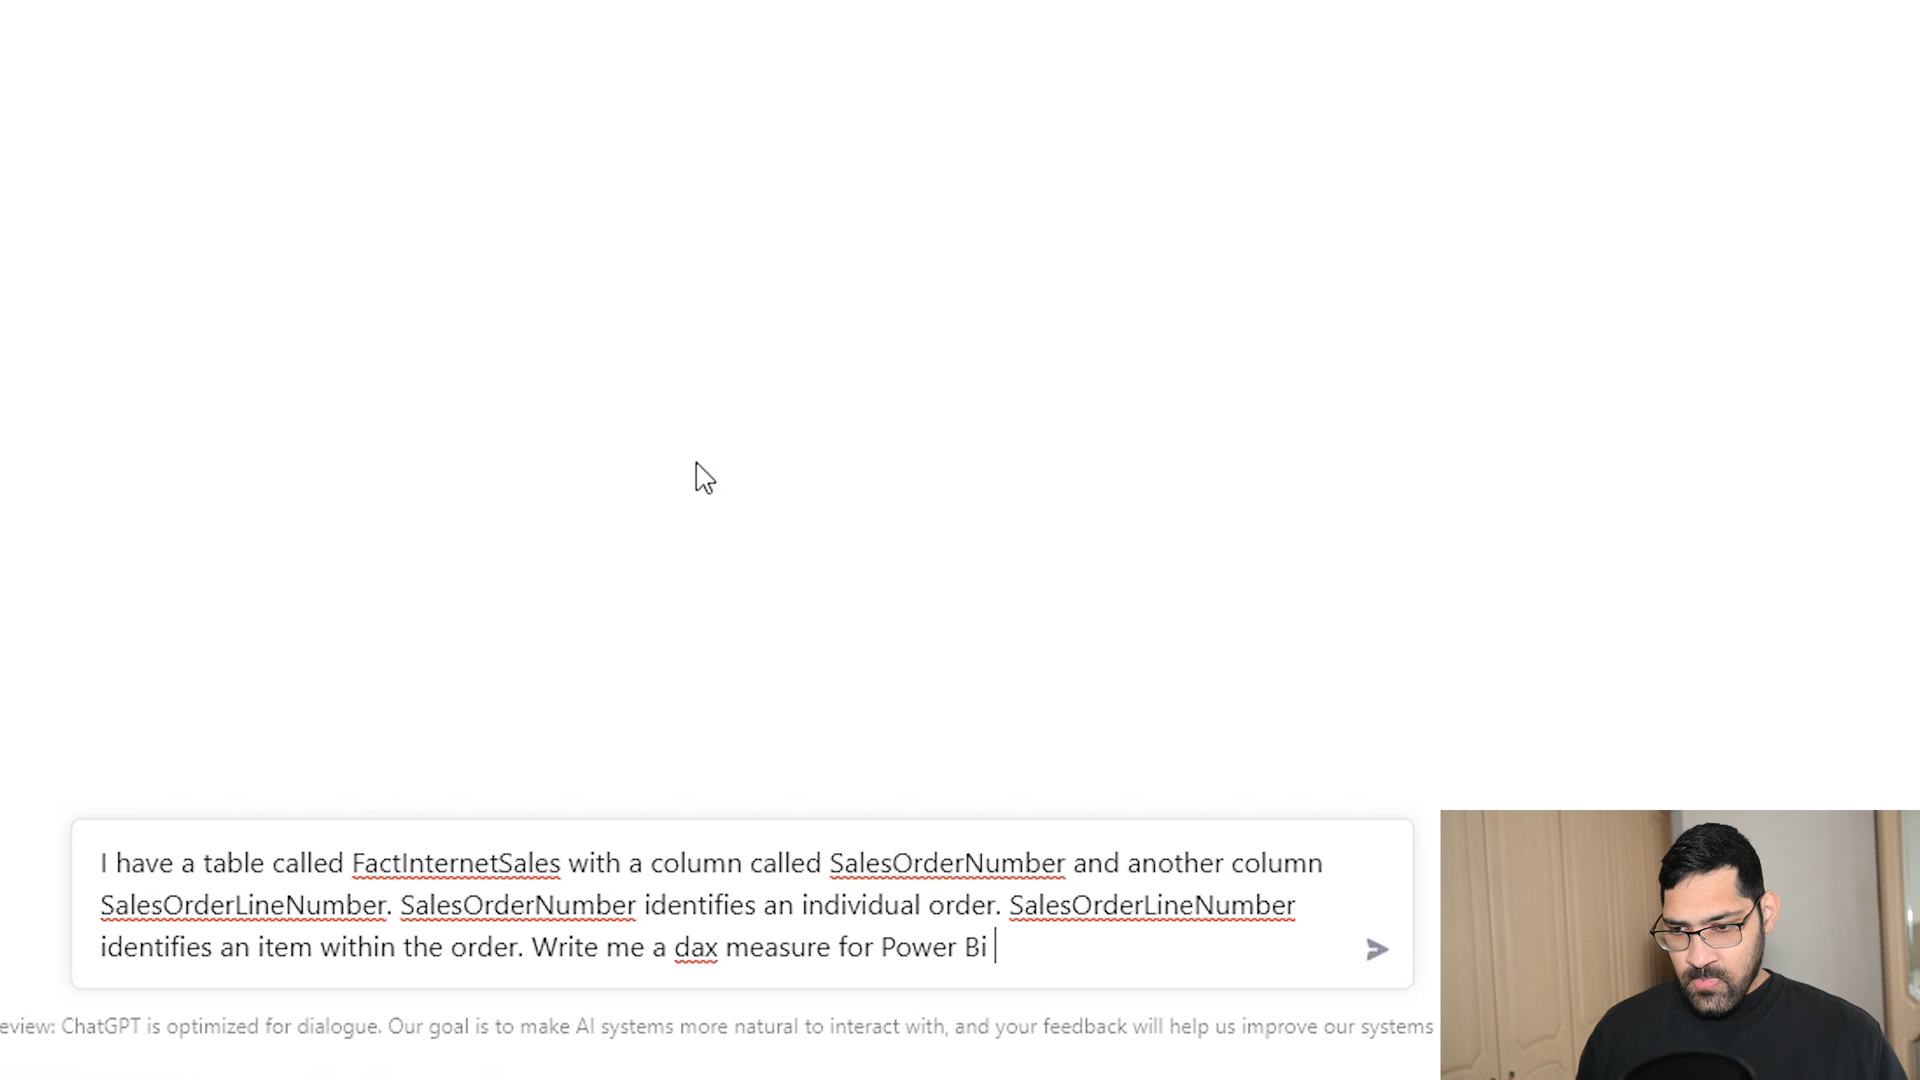 I have a table called FactInternetSales with a column called SalesOrderNumber and another column
SalesOrderLineNumber. SalesOrderNumber identifies an individual order. SalesOrderLineNumber
identifies an item within the order. Write me a dax measure for Power Bi
eview: ChatGPT is optimized for dialogue. Our goal is to make AI systems more natural to interact with, and your feedback will help us improve our systems